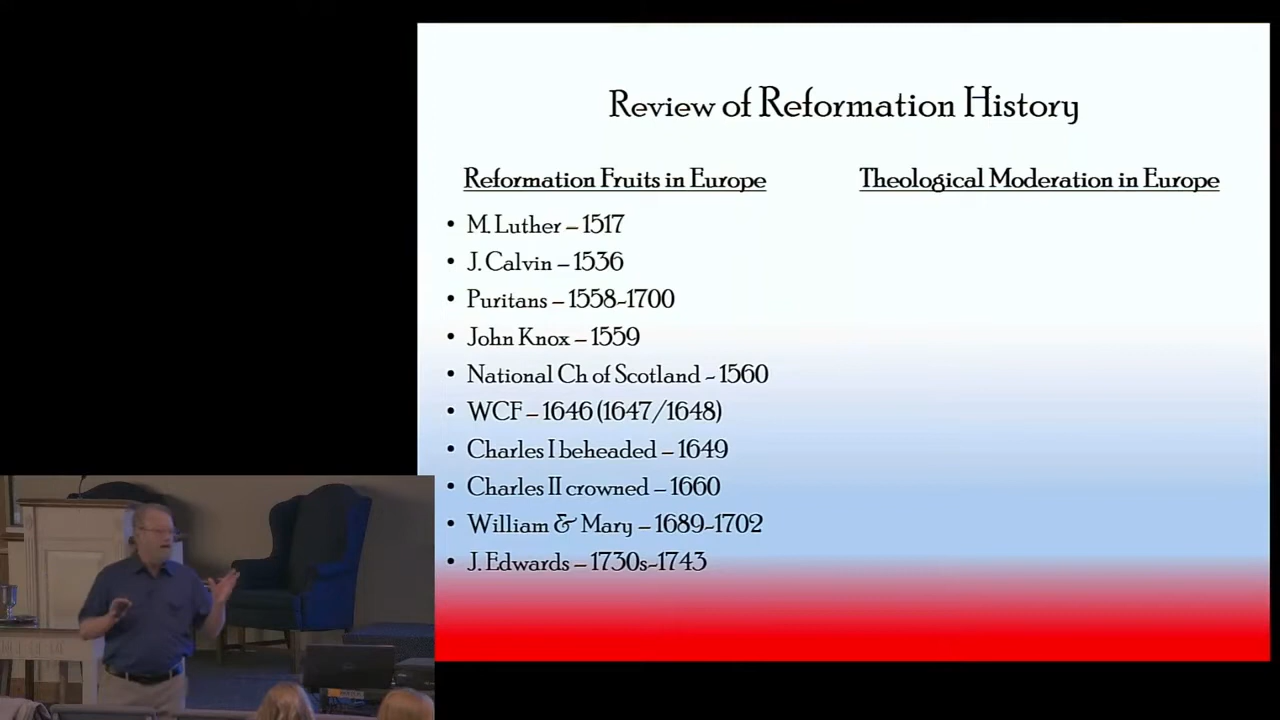 Review of Reformation History
Reformation Fruits in Europe
Theological Moderation in Europe
• M. Luther – 1517
• J. Calvin – 1536
• Puritans – 1558-1700
• John Knox – 1559
• National Ch of Scotland - 1560
• WCF – 1646 (1647/1648)
• Charles I beheaded – 1649
• Charles II crowned – 1660
• William & Mary – 1689-1702
• J. Edwards – 1730s-1743